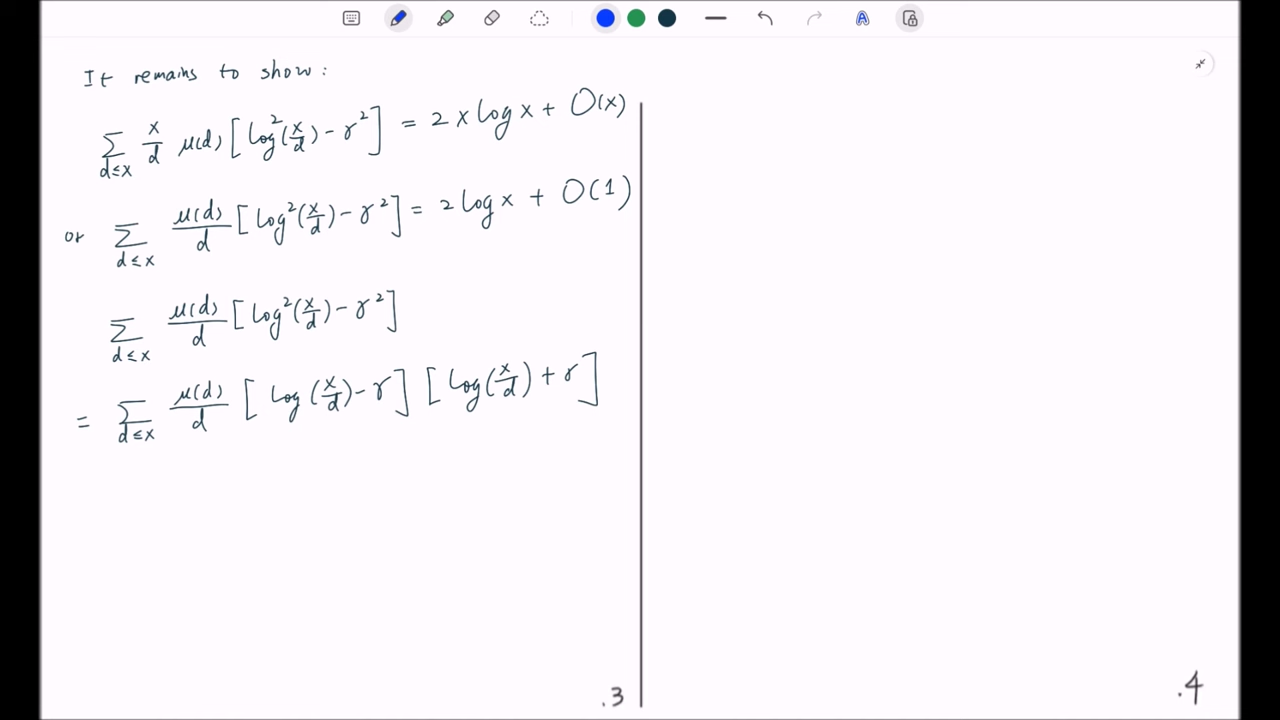 It remains to show:
∑_{d≤x} x/d μ(d) [log²(x/d) − γ²] = 2 x log x + O(x)
or ∑_{d≤x} μ(d)/d [log²(x/d) − γ²] = 2 log x + O(1)
∑_{d≤x} μ(d)/d [log²(x/d) − γ²]
= ∑_{d≤x} μ(d)/d [log(x/d) − γ] [log(x/d) + γ]
.3
.4
A